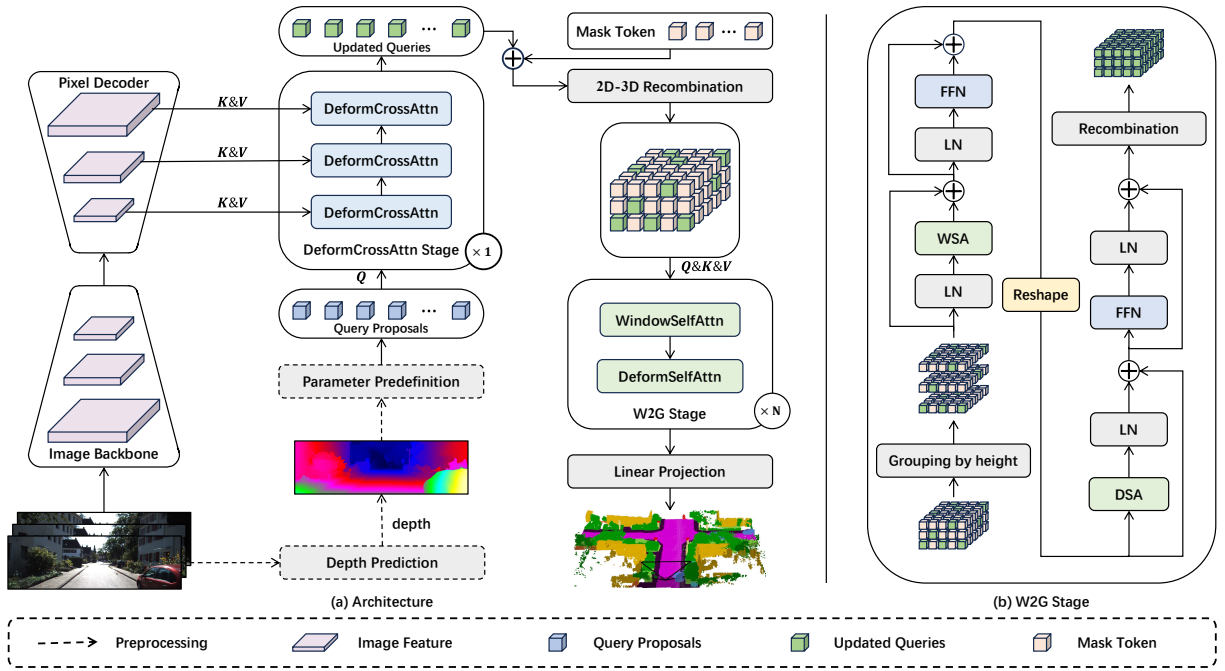 Updated Queries
Mask Token
Pixel Decoder
K&V
DeformCrossAttn
2D-3D Recombination
K&V
DeformCrossAttn
K&V
DeformCrossAttn
DeformCrossAttn Stage
× 1
Q
Q&K&V
Query Proposals
WindowSelfAttn
Parameter Predefinition
DeformSelfAttn
W2G Stage
× N
Image Backbone
Linear Projection
depth
Depth Prediction
(a) Architecture
FFN
LN
WSA
LN
Grouping by height
Reshape
Recombination
LN
FFN
LN
DSA
(b) W2G Stage
Preprocessing
Image Feature
Query Proposals
Updated Queries
Mask Token